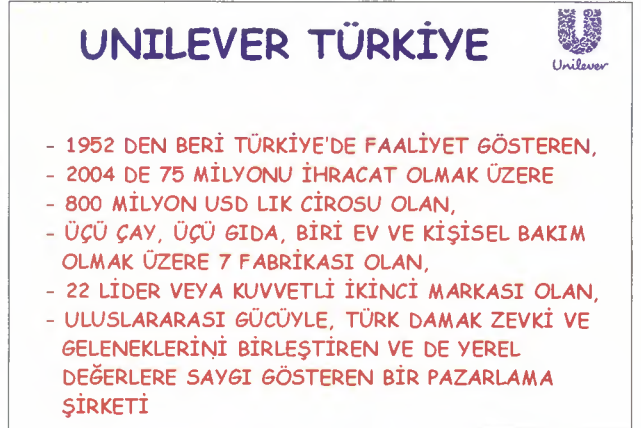 UNILEVER TÜRKİYE
Unilever
- 1952 DEN BERİ TÜRKİYE'DE FAALİYET GÖSTEREN,
- 2004 DE 75 MİLYONU İHRACAT OLMAK ÜZERE
- 800 MİLYON USD LIK CİROSU OLAN,
- ÜÇÜ ÇAY, ÜÇÜ GIDA, BİRİ EV VE KİŞİSEL BAKIM
OLMAK ÜZERE 7 FABRİKASI OLAN,
- 22 LİDER VEYA KUVVETLİ İKİNCİ MARKASI OLAN,
- ULUSLARARASI GÜCÜYLE, TÜRK DAMAK ZEVKİ VE
GELENEKLERİNİ BİRLEŞTİREN VE DE YEREL
DEĞERLERE SAYGI GÖSTEREN BİR PAZARLAMA
ŞİRKETİ